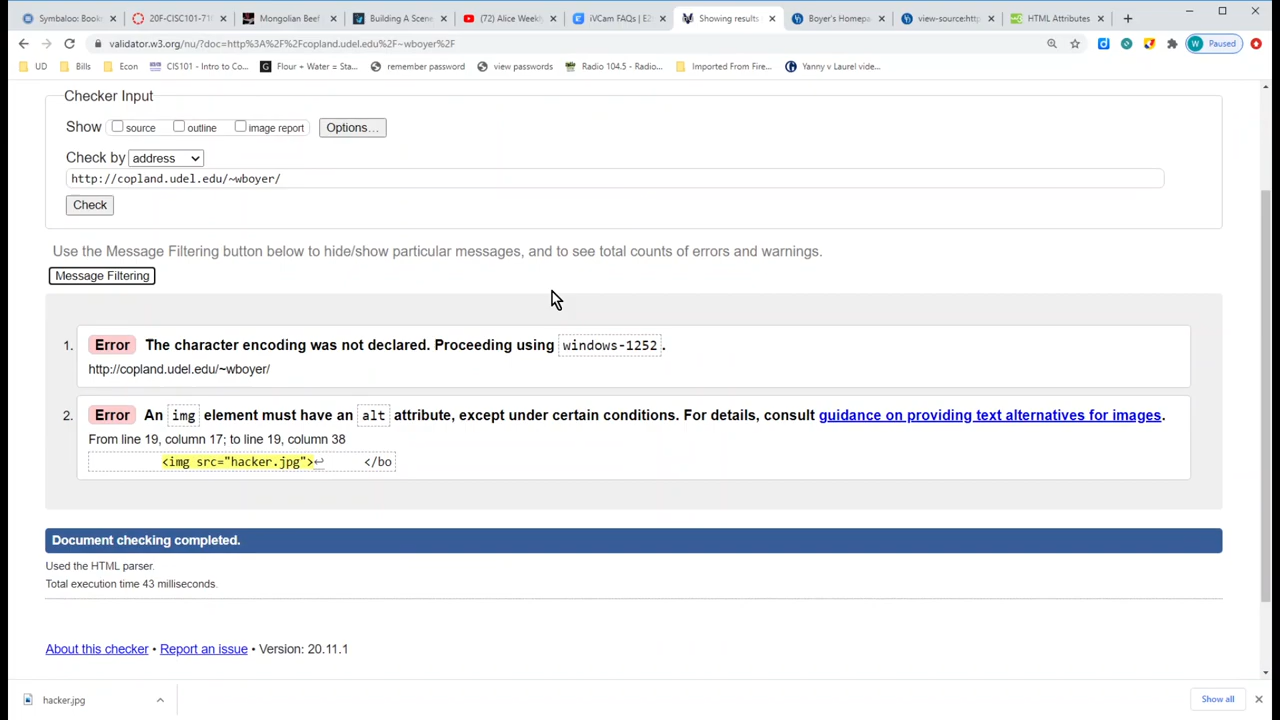 Symbaloo: Book
20F-CISC101-71
Mongolian Beef
Building A Scene
(72) Alice Weekly
iVCam FAQs | E2
Showing results
Boyer's Homepa
view-source:http
HTML Attributes
validator.w3.org/nu/?doc=http%3A%2F%2Fcopland.udel.edu%2F~wboyer%2F
W Paused
UD
Bills
Econ
CIS101 - Intro to Co...
Flour + Water = Sta...
remember password
view passwords
Radio 104.5 - Radio...
Imported From Fire...
Yanny v Laurel vide...
Checker Input
Show source outline image report Options...
Check by address
http://copland.udel.edu/~wboyer/
Check
Use the Message Filtering button below to hide/show particular messages, and to see total counts of errors and warnings.
Message Filtering
1. Error The character encoding was not declared. Proceeding using windows-1252.
http://copland.udel.edu/~wboyer/
2. Error An img element must have an alt attribute, except under certain conditions. For details, consult guidance on providing text alternatives for images.
From line 19, column 17; to line 19, column 38
<img src="hacker.jpg">↩ </bo
Document checking completed.
Used the HTML parser.
Total execution time 43 milliseconds.
About this checker • Report an issue • Version: 20.11.1
hacker.jpg
Show all